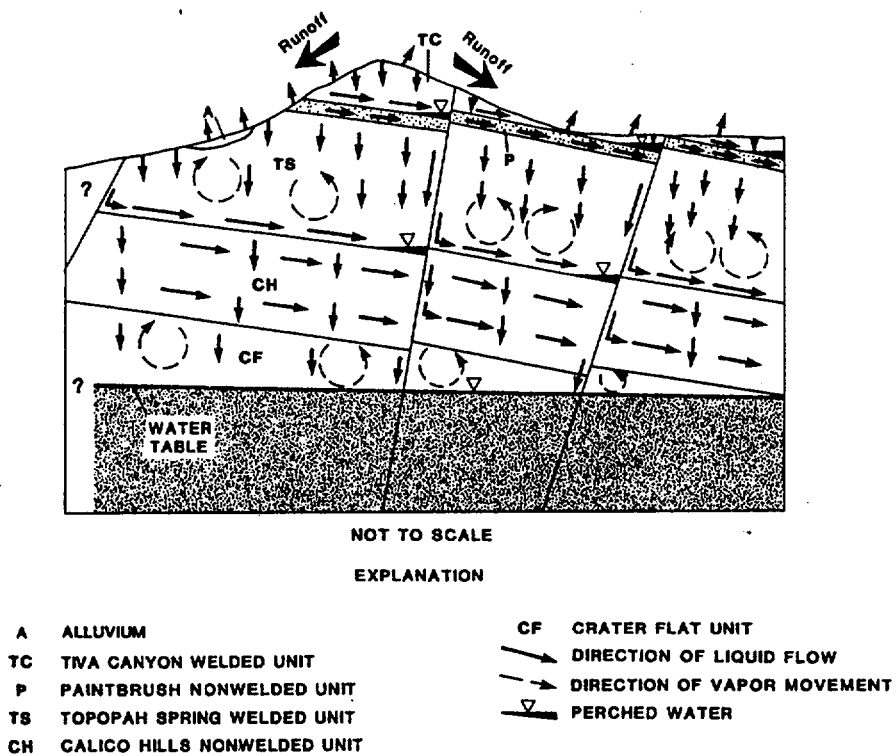 Runoff
TC
Runoff
A
TS
P
?
CH
CF
?
WATER
TABLE
NOT TO SCALE
EXPLANATION
A ALLUVIUM
TC TIVA CANYON WELDED UNIT
P PAINTBRUSH NONWELDED UNIT
TS TOPOPAH SPRING WELDED UNIT
CH CALICO HILLS NONWELDED UNIT
CF CRATER FLAT UNIT
DIRECTION OF LIQUID FLOW
DIRECTION OF VAPOR MOVEMENT
PERCHED WATER